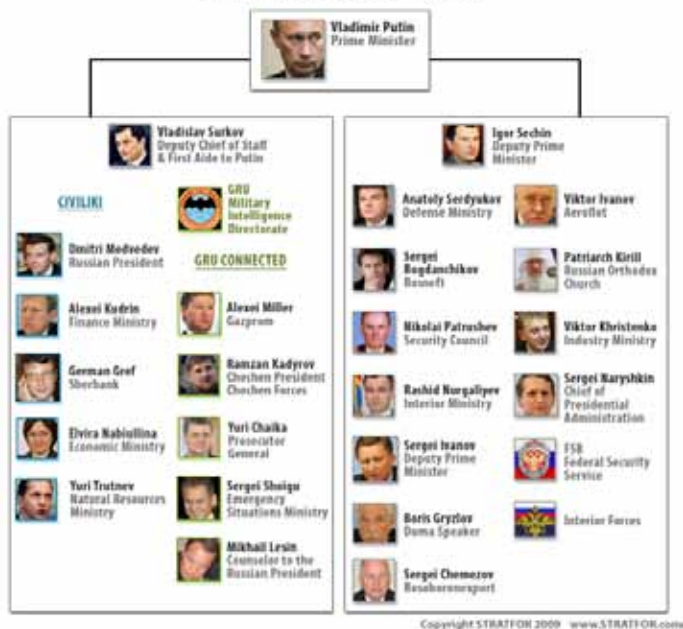 Vladimir Putin
Prime Minister
Vladislav Surkov
Deputy Chief of Staff
& First Aide to Putin
CIVILIKI
GRU
Military
Intelligence
Directorate
Dmitri Medvedev
Russian President
GRU CONNECTED
Alexei Kudrin
Finance Ministry
Alexei Miller
Gazprom
German Gref
Sberbank
Ramzan Kadyrov
Chechen President
Chechen Forces
Elvira Nabiullina
Economic Ministry
Yuri Chaika
Prosecutor
General
Yuri Trutnev
Natural Resources
Ministry
Sergei Shoigu
Emergency
Situations Ministry
Mikhail Lesin
Counselor to the
Russian President
Igor Sechin
Deputy Prime
Minister
Anatoly Serdyukov
Defense Ministry
Viktor Ivanov
Aeroflot
Sergei
Bogdanchikov
Rosneft
Patriarch Kirill
Russian Orthodox
Church
Nikolai Patrushev
Security Council
Viktor Khristenko
Industry Ministry
Rashid Nurgaliyev
Interior Ministry
Sergei Naryshkin
Chief of
Presidential
Administration
Sergei Ivanov
Deputy Prime
Minister
FSB
Federal Security
Service
Boris Gryzlov
Duma Speaker
Interior Forces
Sergei Chemezov
Rosoboronexport
Copyright STRATFOR 2009 www.STRATFOR.com